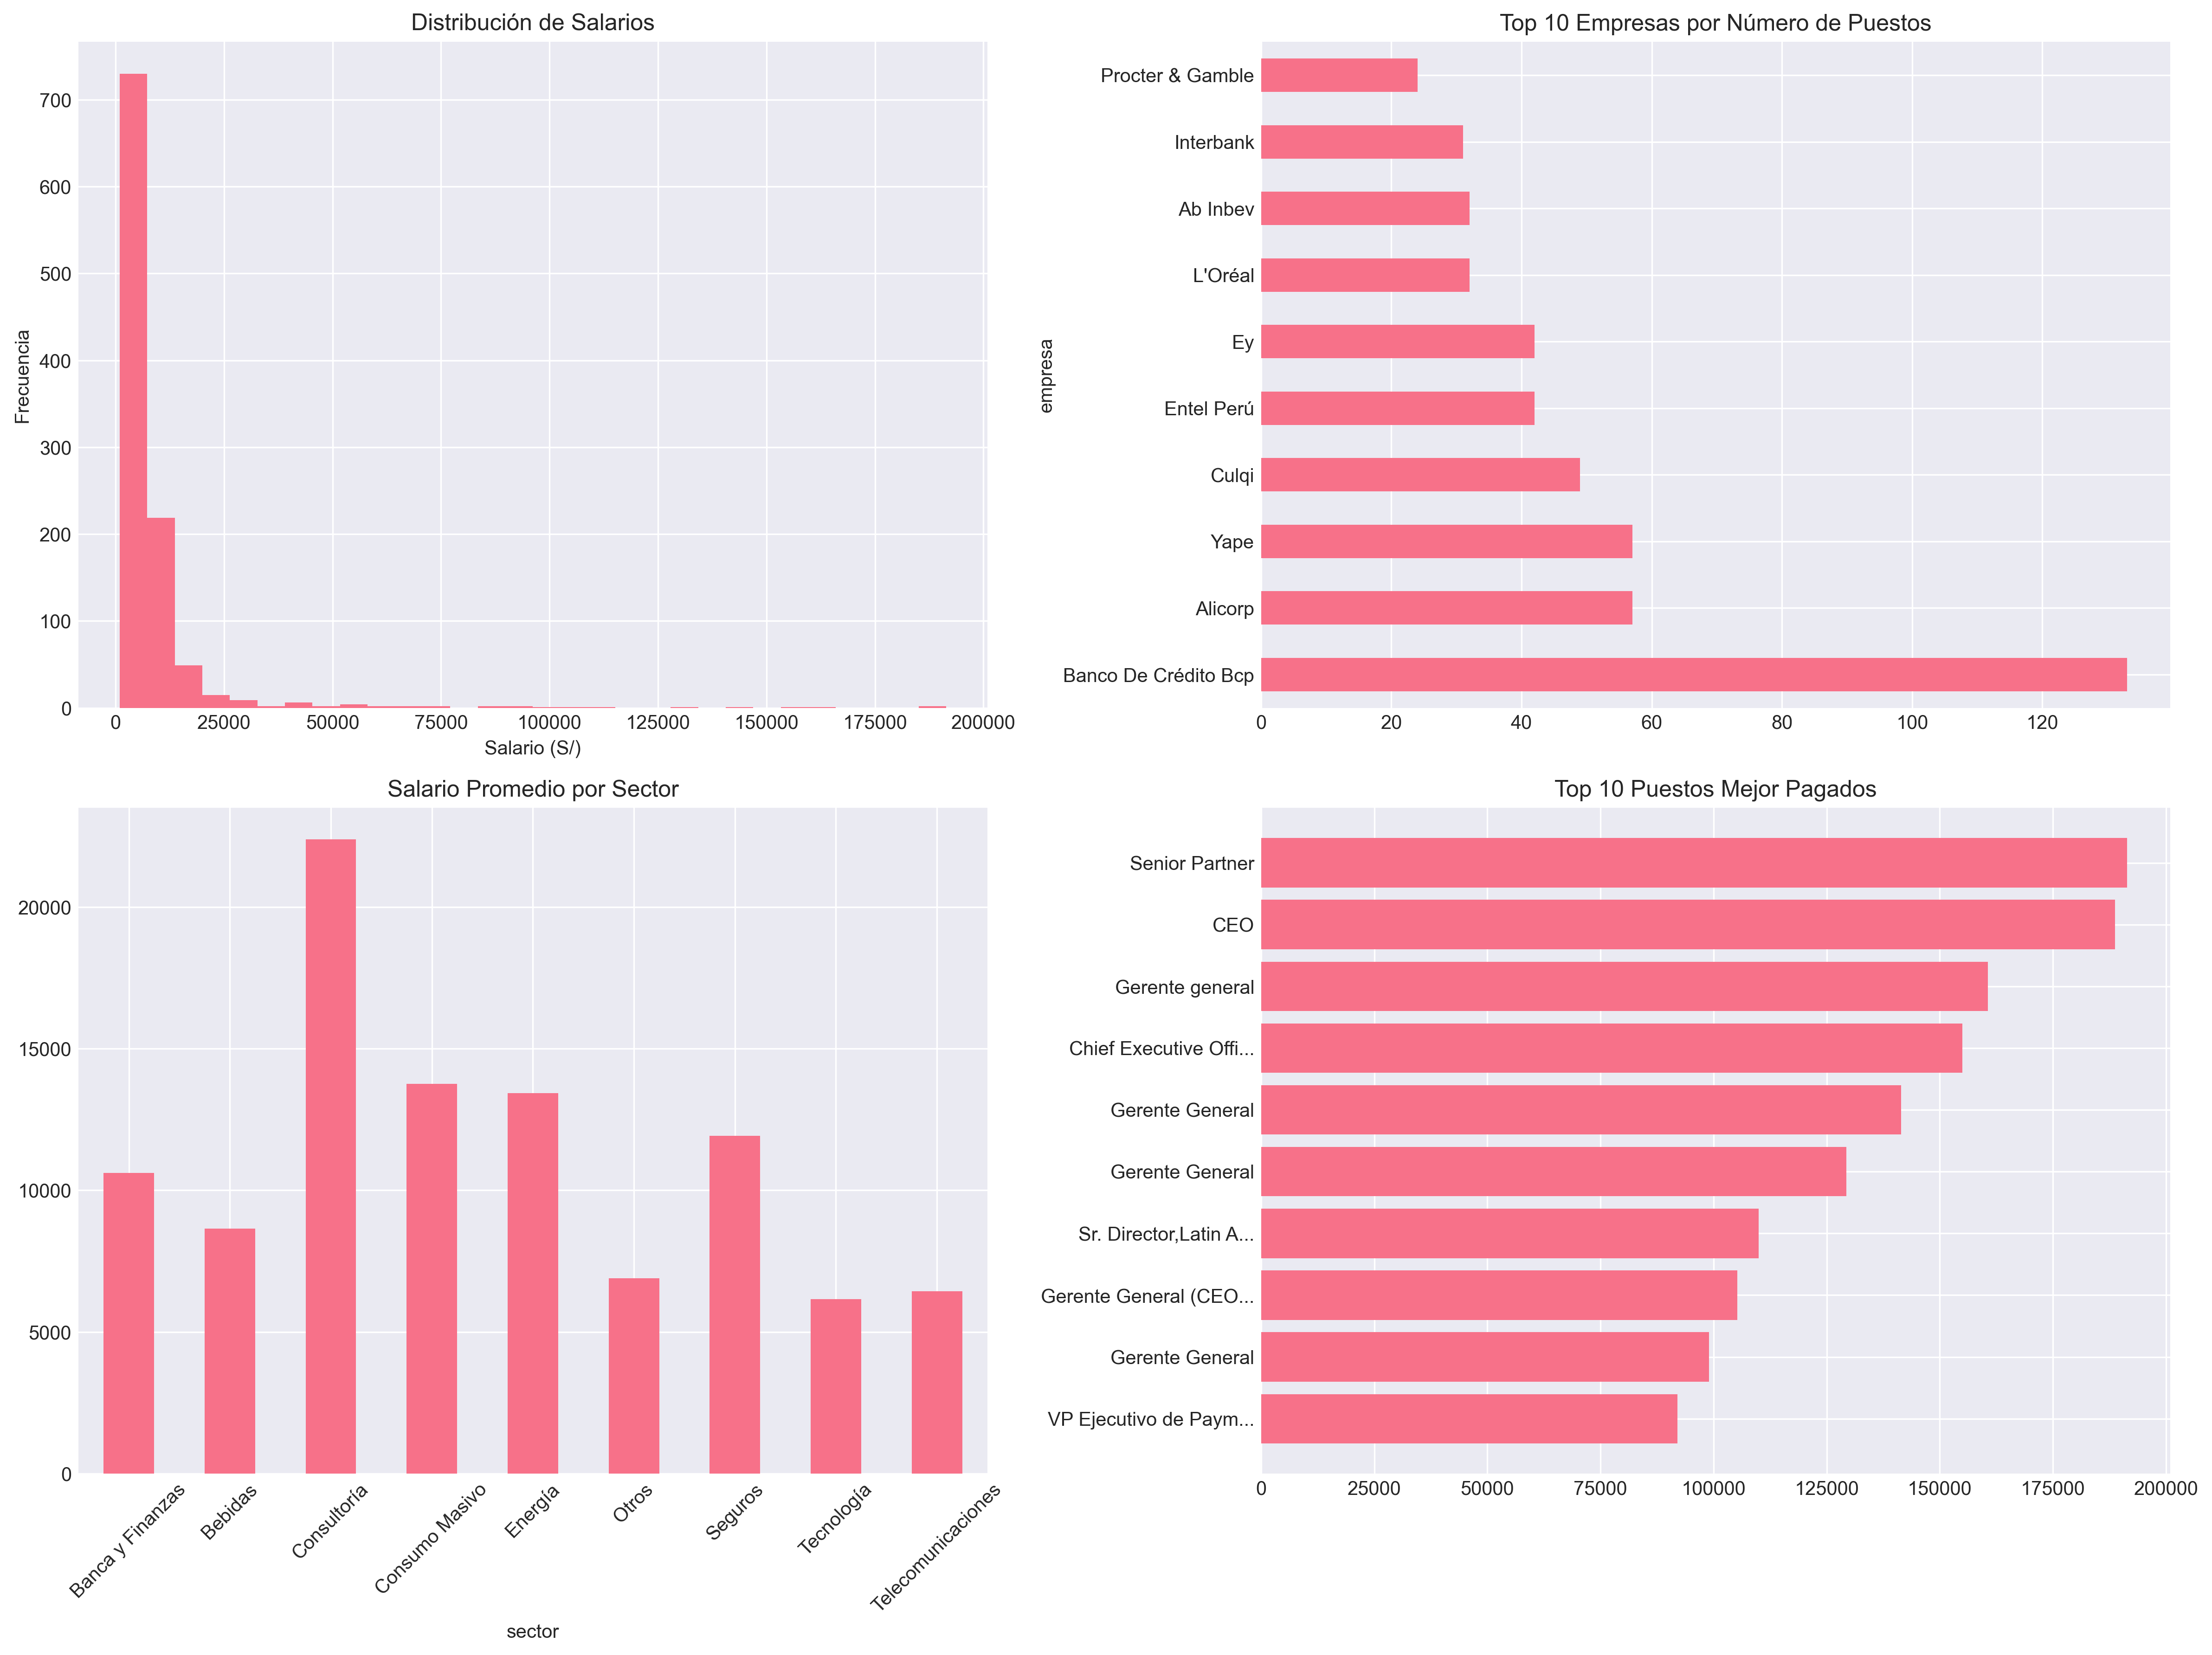 Distribución de Salarios
700
600
500
400
300
200
100
0
Frecuencia
0 25000 50000 75000 100000 125000 150000 175000 200000
Salario (S/)
Top 10 Empresas por Número de Puestos
empresa
Procter & Gamble
Interbank
Ab Inbev
L'Oréal
Ey
Entel Perú
Culqi
Yape
Alicorp
Banco De Crédito Bcp
0 20 40 60 80 100 120
Salario Promedio por Sector
20000
15000
10000
5000
0
Banca y Finanzas
Bebidas
Consultoría
Consumo Masivo
Energía
Otros
Seguros
Tecnología
Telecomunicaciones
sector
Top 10 Puestos Mejor Pagados
Senior Partner
CEO
Gerente general
Chief Executive Offi...
Gerente General
Gerente General
Sr. Director,Latin A...
Gerente General (CEO...
Gerente General
VP Ejecutivo de Paym...
0 25000 50000 75000 100000 125000 150000 175000 200000